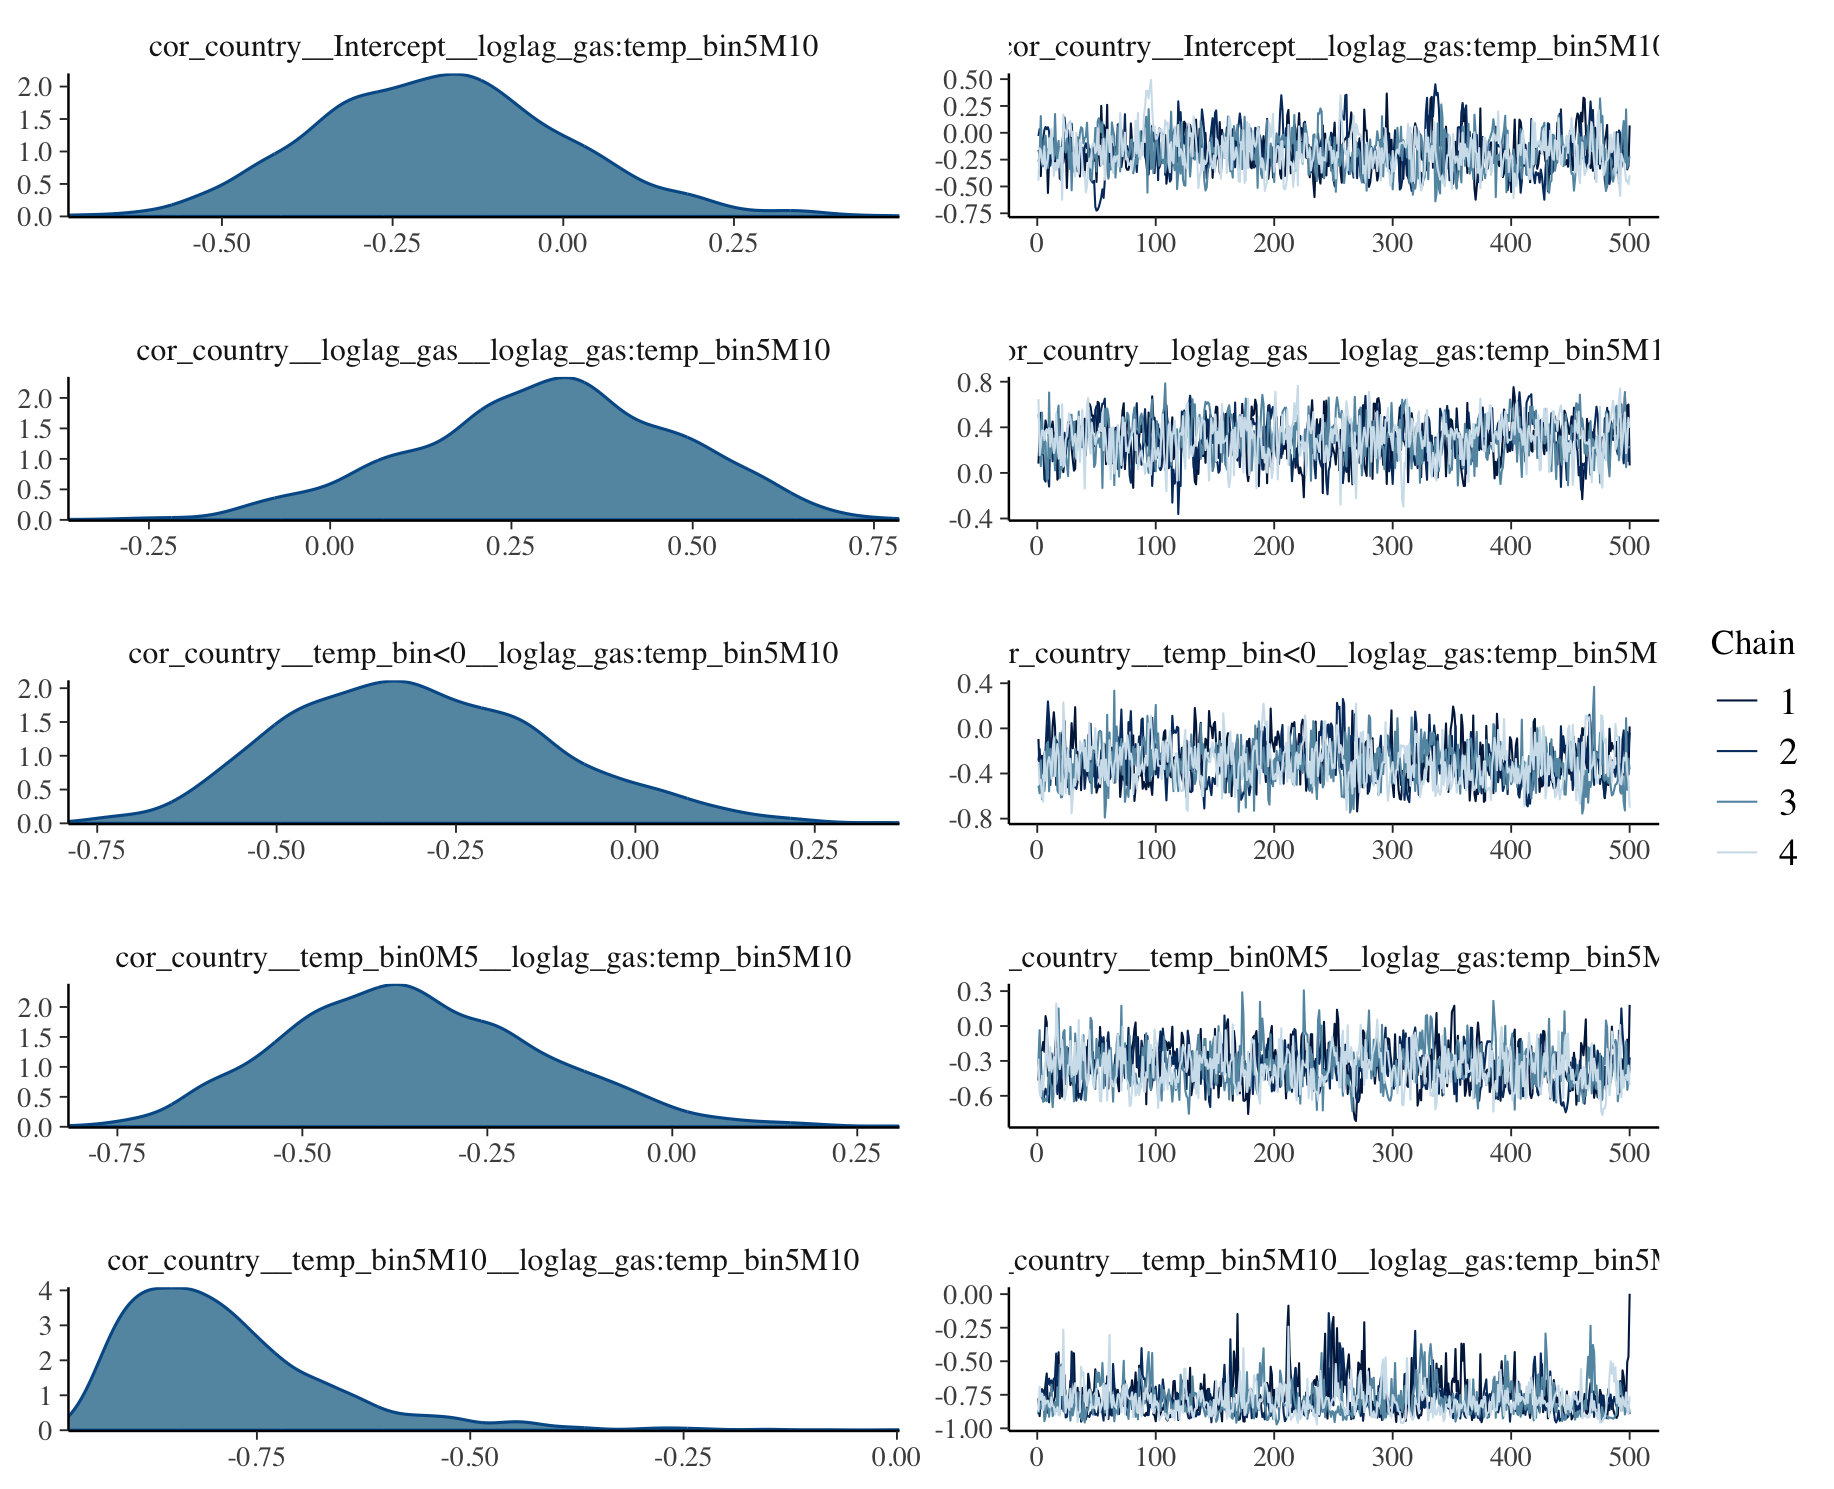 cor_country__Intercept__loglag_gas:temp_bin5M10
2.0
1.5
1.0
0.5
0.0
-0.50 -0.25 0.00 0.25
cor_country__Intercept__loglag_gas:temp_bin5M10
0.50
0.25
0.00
-0.25
-0.50
-0.75
0 100 200 300 400 500
cor_country__loglag_gas__loglag_gas:temp_bin5M10
2.0
1.5
1.0
0.5
0.0
-0.25 0.00 0.25 0.50 0.75
or_country__loglag_gas__loglag_gas:temp_bin5M1
0.8
0.4
0.0
-0.4
0 100 200 300 400 500
cor_country__temp_bin<0__loglag_gas:temp_bin5M10
2.0
1.5
1.0
0.5
0.0
-0.75 -0.50 -0.25 0.00 0.25
r_country__temp_bin<0__loglag_gas:temp_bin5M
0.4
0.0
-0.4
-0.8
0 100 200 300 400 500
Chain
1
2
3
4
cor_country__temp_bin0M5__loglag_gas:temp_bin5M10
2.0
1.5
1.0
0.5
0.0
-0.75 -0.50 -0.25 0.00 0.25
_country__temp_bin0M5__loglag_gas:temp_bin5M
0.3
0.0
-0.3
-0.6
0 100 200 300 400 500
cor_country__temp_bin5M10__loglag_gas:temp_bin5M10
4
3
2
1
0
-0.75 -0.50 -0.25 0.00
_country__temp_bin5M10__loglag_gas:temp_bin5M
0.00
-0.25
-0.50
-0.75
-1.00
0 100 200 300 400 500